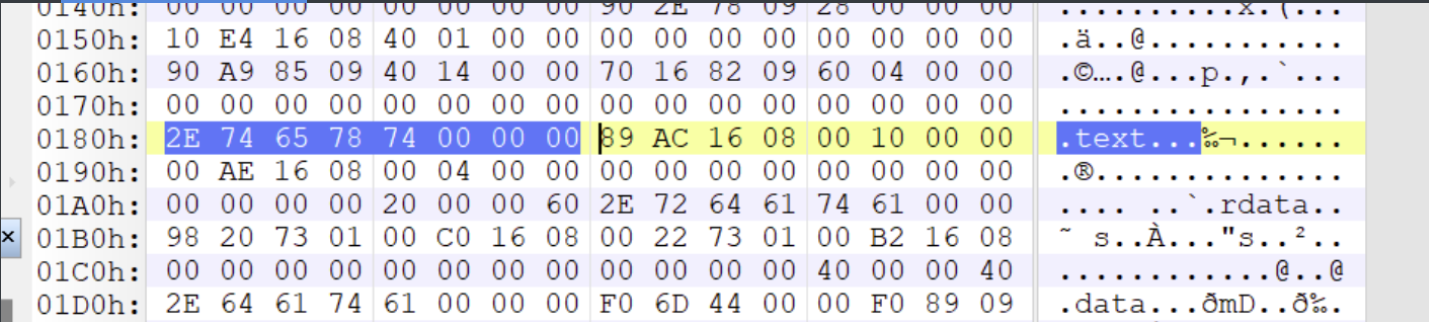 0140h: 00 00 00 00 00 00 00 00 90 2E 78 09 28 00 00 00 ..........x.(...
0150h: 10 E4 16 08 40 01 00 00 00 00 00 00 00 00 00 00 .ä..@...........
0160h: 90 A9 85 09 40 14 00 00 70 16 82 09 60 04 00 00 .©….@...p.‚.`...
0170h: 00 00 00 00 00 00 00 00 00 00 00 00 00 00 00 00 ................
0180h: 2E 74 65 78 74 00 00 00 89 AC 16 08 00 10 00 00 .text...‰¬......
0190h: 00 AE 16 08 00 04 00 00 00 00 00 00 00 00 00 00 .®..............
01A0h: 00 00 00 00 20 00 00 60 2E 72 64 61 74 61 00 00 .... ..`.rdata..
01B0h: 98 20 73 01 00 C0 16 08 00 22 73 01 00 B2 16 08 ˜ s..À..."s..²..
01C0h: 00 00 00 00 00 00 00 00 00 00 00 00 40 00 00 40 ............@..@
01D0h: 2E 64 61 74 61 00 00 00 F0 6D 44 00 00 F0 89 09 .data...ðmD..ð‰.